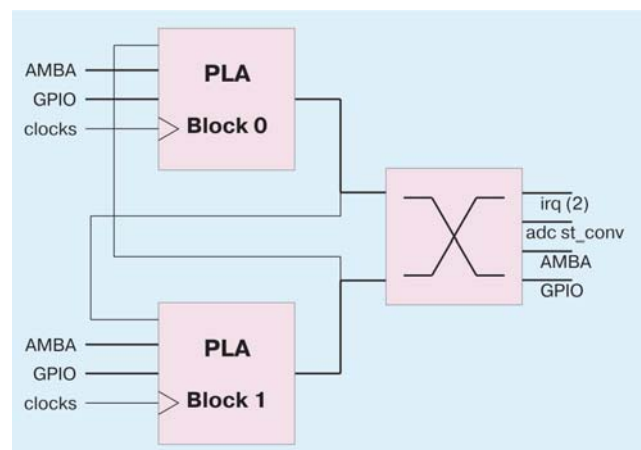 AMBA
GPIO
clocks
PLA
Block 0
irq (2)
adc st_conv
AMBA
GPIO
AMBA
GPIO
clocks
PLA
Block 1